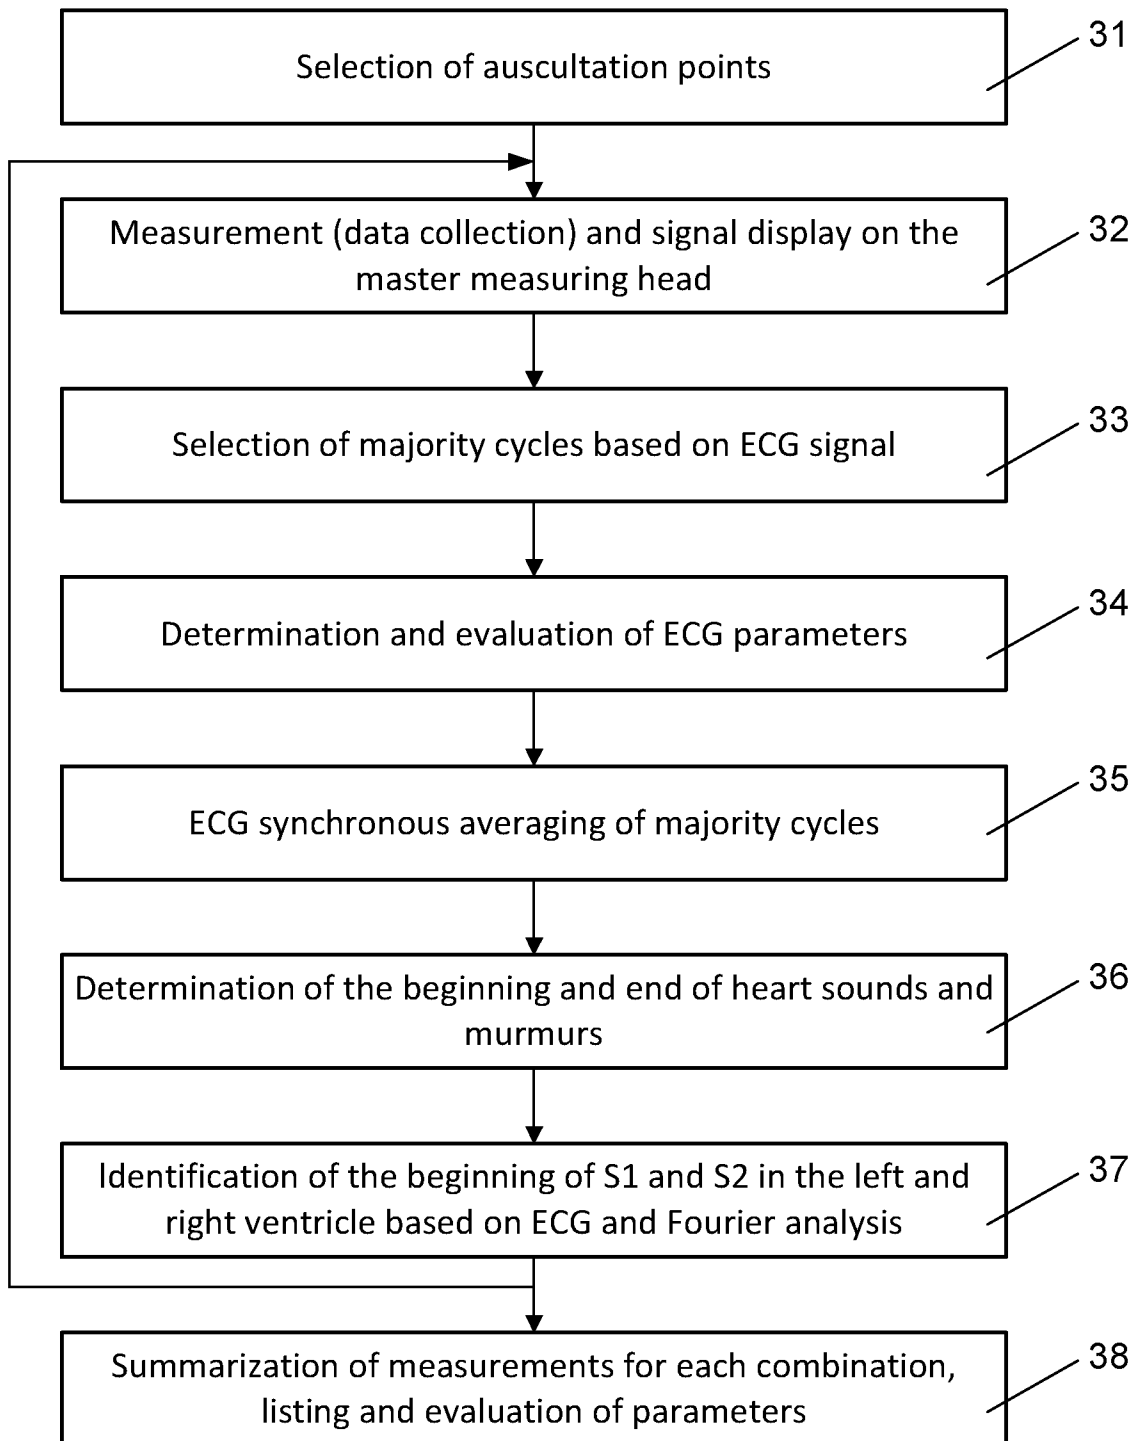 31
Selection of auscultation points
32
Measurement (data collection) and signal display on the
master measuring head
33
Selection of majority cycles based on ECG signal
34
Determination and evaluation of ECG parameters
35
ECG synchronous averaging of majority cycles
36
Determination of the beginning and end of heart sounds and
murmurs
37
Identification of the beginning of S1 and S2 in the left and
right ventricle based on ECG and Fourier analysis
38
Summarization of measurements for each combination,
listing and evaluation of parameters